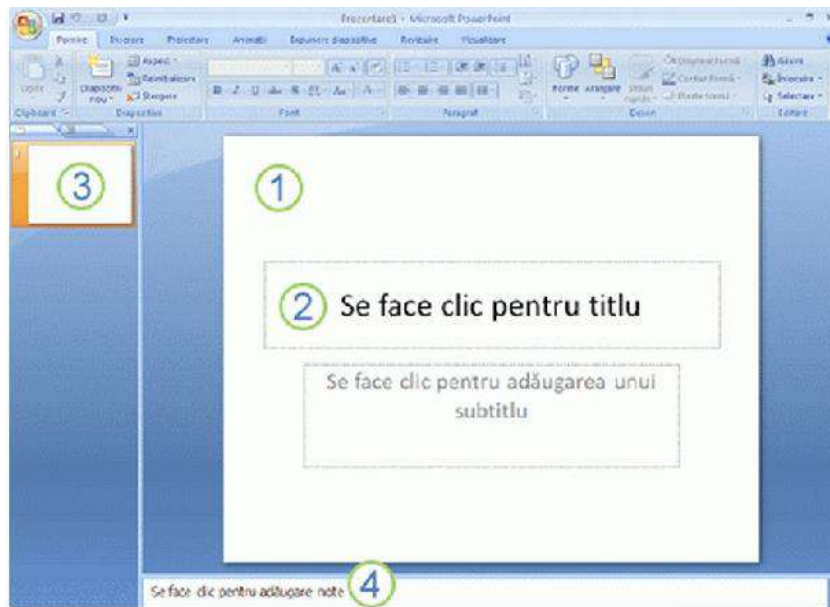 Prezentare1 - Microsoft PowerPoint
Pornire Inserare Proiectare Animații Expunere diapozitive Revizuire Vizualizare
Aspect
Reinițializare
Diapozitiv nou
Ștergere
Forme Aranjare
Găsire
Înlocuire
Selectare
Clipboard Diapozitive Font Paragraf Desen Editare
3
1
2 Se face clic pentru titlu
Se face clic pentru adăugarea unui
subtitlu
Se face clic pentru adăugare note 4